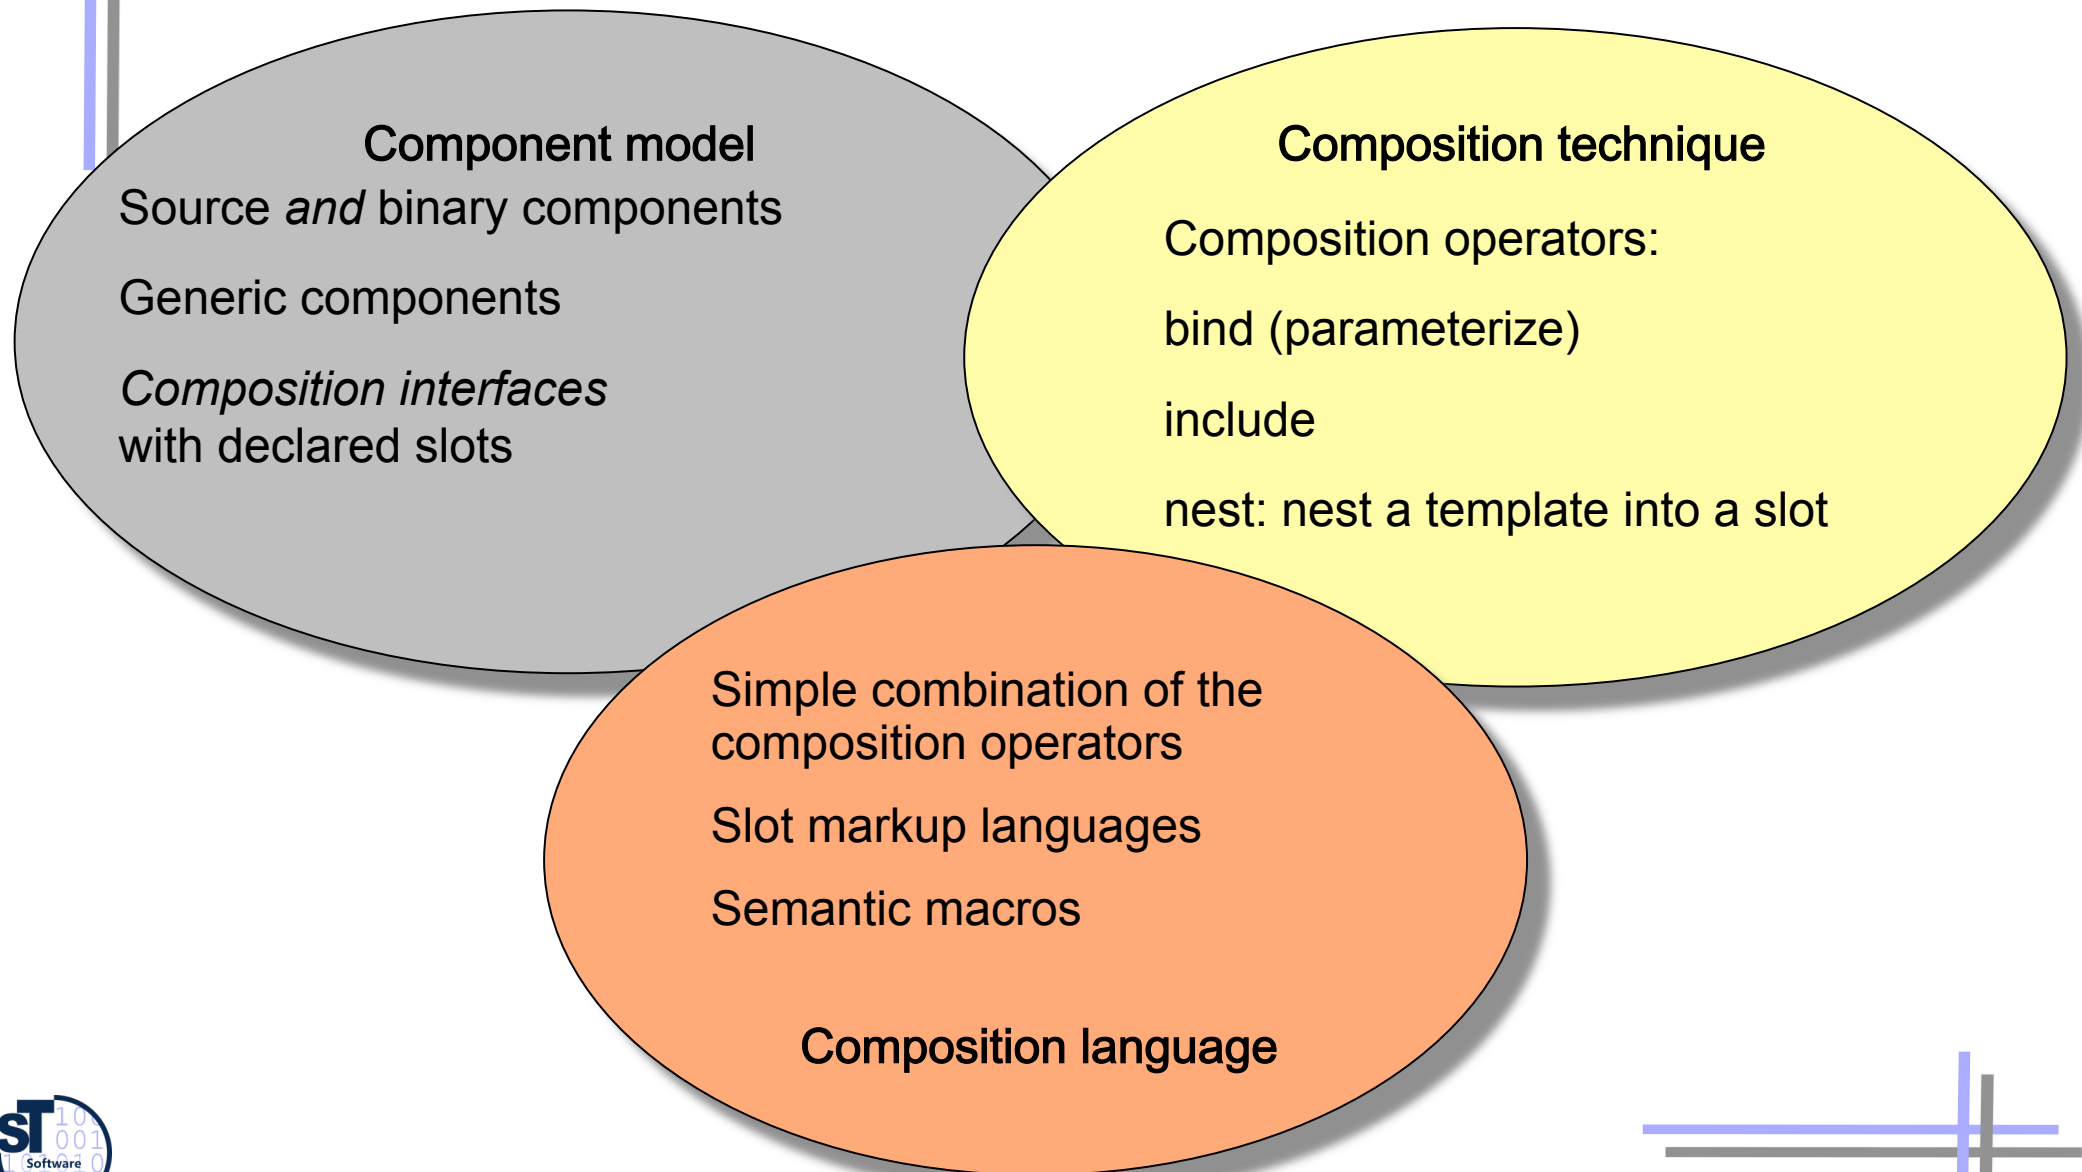 Component model
Source and binary components
Generic components
Composition interfaces
with declared slots
Composition technique
Composition operators:
bind (parameterize)
include
nest: nest a template into a slot
Simple combination of the
composition operators
Slot markup languages
Semantic macros
Composition language
ST
Software